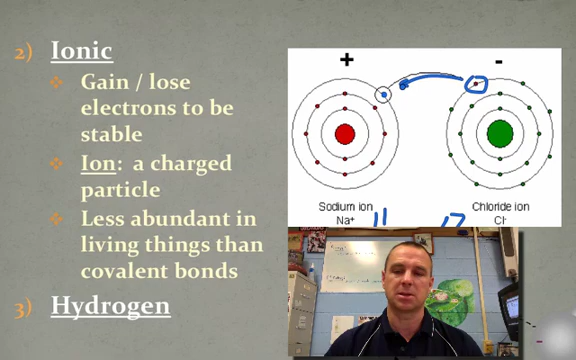 2) Ionic
Gain / lose
electrons to be
stable
Ion: a charged
particle
Less abundant in
living things than
covalent bonds
3) Hydrogen
+
-
Sodium ion
Na+
11
Chloride ion
Cl-
17